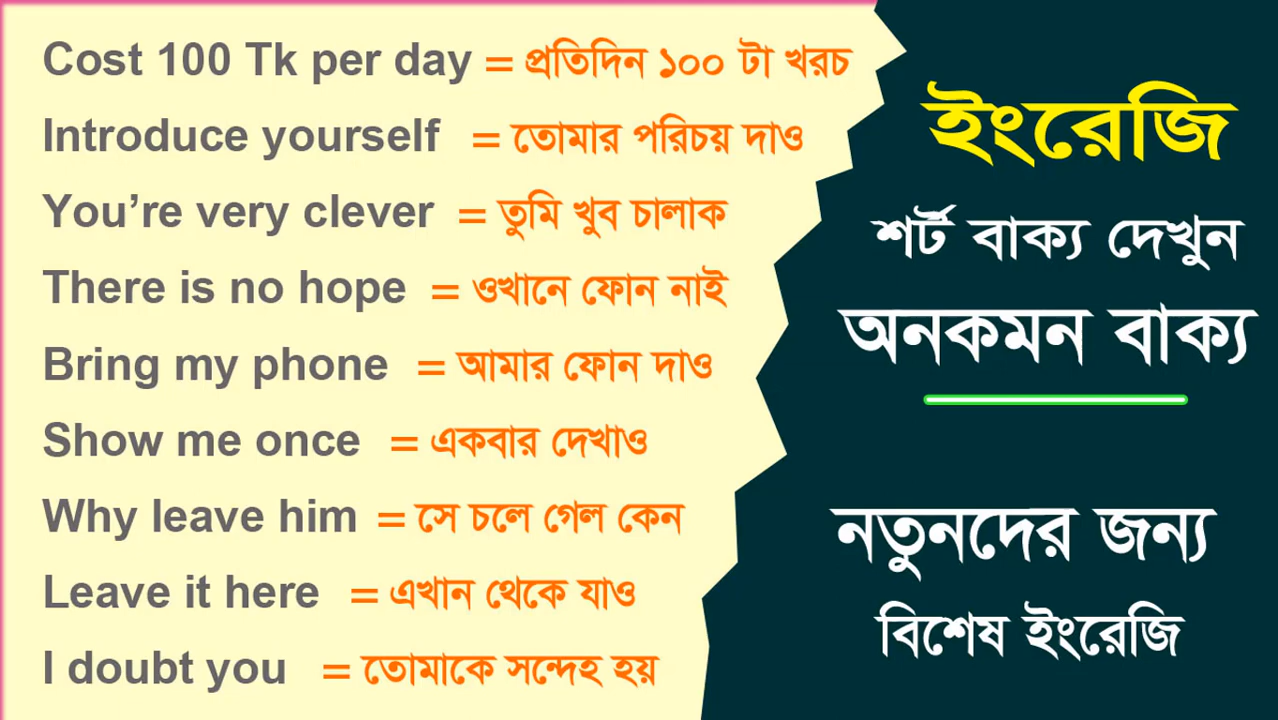 Cost 100 Tk per day = প্রতিদিন ১০০ টা খরচ
Introduce yourself = তোমার পরিচয় দাও
You're very clever = তুমি খুব চালাক
There is no hope = ওখানে ফোন নাই
Bring my phone = আমার ফোন দাও
Show me once = একবার দেখাও
Why leave him = সে চলে গেল কেন
Leave it here = এখান থেকে যাও
I doubt you = তোমাকে সন্দেহ হয়
ইংরেজি
শর্ট বাক্য দেখুন
অনকমন বাক্য
নতুনদের জন্য
বিশেষ ইংরেজি